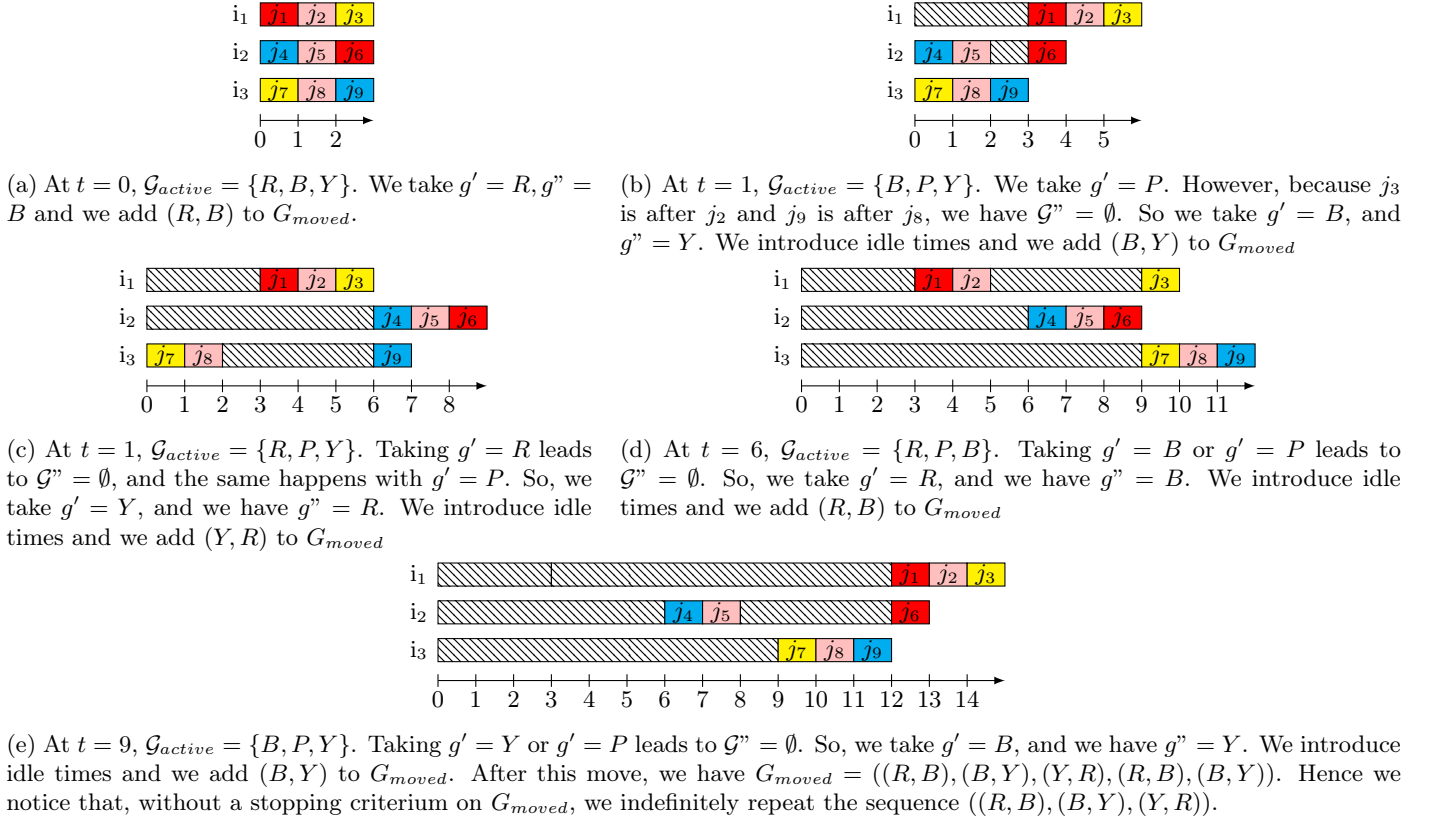 i₁ j₁ j₂ j₃
i₂ j₄ j₅ j₆
i₃ j₇ j₈ j₉
0 1 2
(a) At t = 0, 𝒢active = {R, B, Y}. We take g′ = R, g” =
B and we add (R, B) to Gmoved.
i₁ j₁ j₂ j₃
i₂ j₄ j₅ j₆
i₃ j₇ j₈ j₉
0 1 2 3 4 5
(b) At t = 1, 𝒢active = {B, P, Y}. We take g′ = P. However, because j₃
is after j₂ and j₉ is after j₈, we have 𝒢” = ∅. So we take g′ = B, and
g” = Y. We introduce idle times and we add (B, Y) to Gmoved
i₁ j₁ j₂ j₃
i₂ j₄ j₅ j₆
i₃ j₇ j₈ j₉
0 1 2 3 4 5 6 7 8
(c) At t = 1, 𝒢active = {R, P, Y}. Taking g′ = R leads
to 𝒢” = ∅, and the same happens with g′ = P. So, we
take g′ = Y, and we have g” = R. We introduce idle
times and we add (Y, R) to Gmoved
i₁ j₁ j₂ j₃
i₂ j₄ j₅ j₆
i₃ j₇ j₈ j₉
0 1 2 3 4 5 6 7 8 9 10 11
(d) At t = 6, 𝒢active = {R, P, B}. Taking g′ = B or g′ = P leads to
𝒢” = ∅. So, we take g′ = R, and we have g” = B. We introduce idle
times and we add (R, B) to Gmoved
i₁ j₁ j₂ j₃
i₂ j₄ j₅ j₆
i₃ j₇ j₈ j₉
0 1 2 3 4 5 6 7 8 9 10 11 12 13 14
(e) At t = 9, 𝒢active = {B, P, Y}. Taking g′ = Y or g′ = P leads to 𝒢” = ∅. So, we take g′ = B, and we have g” = Y. We introduce
idle times and we add (B, Y) to Gmoved. After this move, we have Gmoved = ((R, B), (B, Y), (Y, R), (R, B), (B, Y)). Hence we
notice that, without a stopping criterium on Gmoved, we indefinitely repeat the sequence ((R, B), (B, Y), (Y, R)).